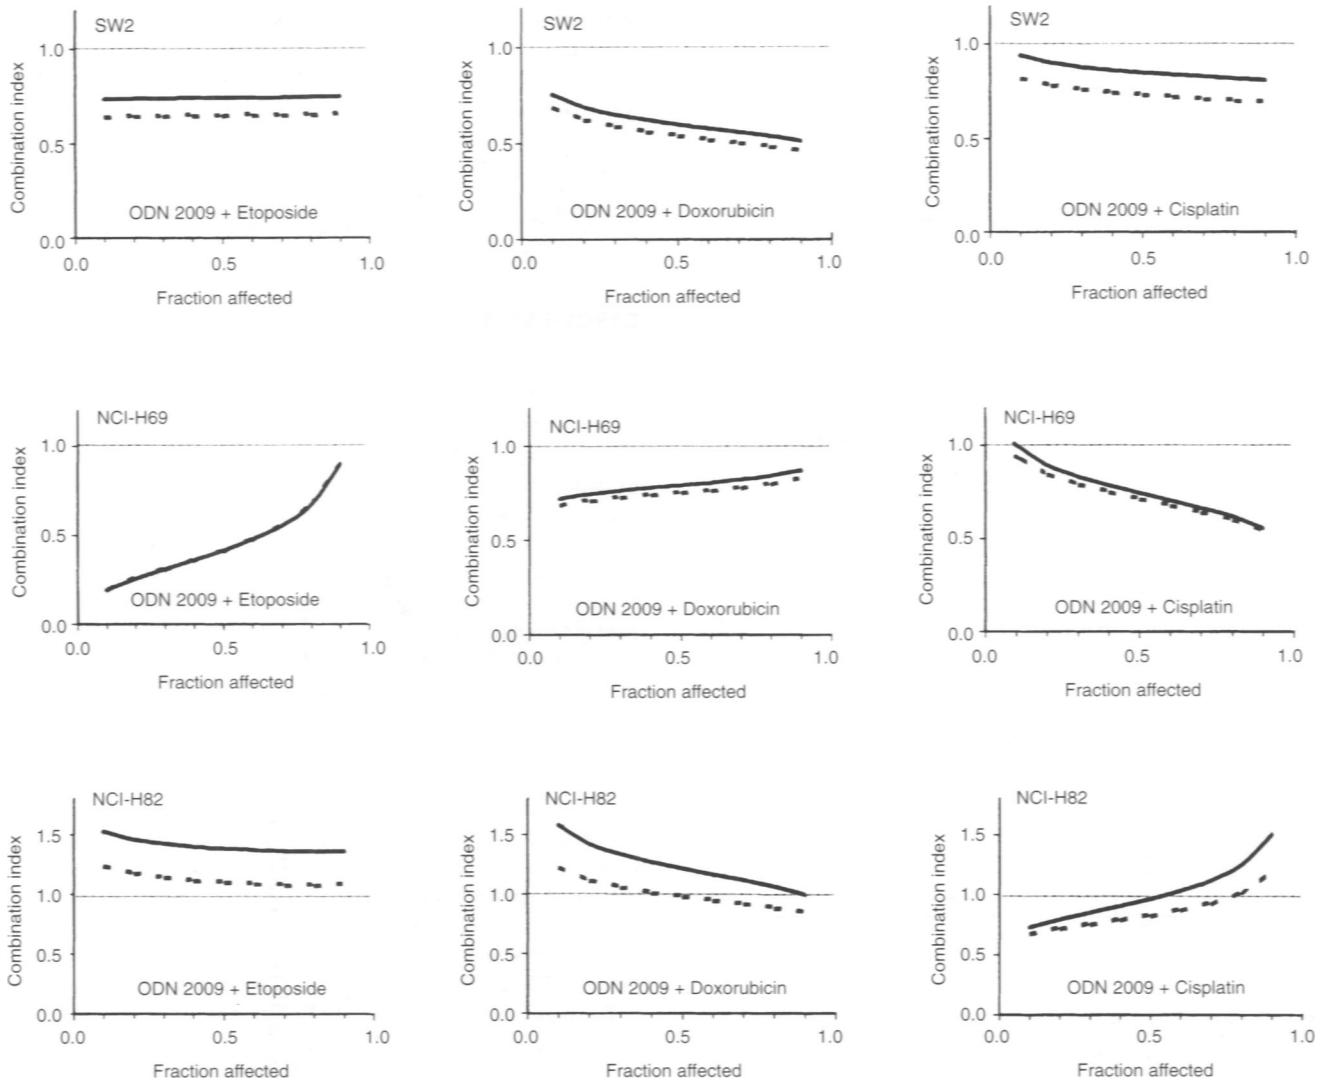 SW2
Combination index
1.0
0.5
0.0
ODN 2009 + Etoposide
0.0 0.5 1.0
Fraction affected
SW2
Combination index
1.0
0.5
0.0
ODN 2009 + Doxorubicin
0.0 0.5 1.0
Fraction affected
SW2
Combination index
1.0
0.5
0.0
ODN 2009 + Cisplatin
0.0 0.5 1.0
Fraction affected
NCI-H69
Combination index
1.0
0.5
0.0
ODN 2009 + Etoposide
0.0 0.5 1.0
Fraction affected
NCI-H69
Combination index
1.0
0.5
0.0
ODN 2009 + Doxorubicin
0.0 0.5 1.0
Fraction affected
NCI-H69
Combination index
1.0
0.5
0.0
ODN 2009 + Cisplatin
0.0 0.5 1.0
Fraction affected
NCI-H82
Combination index
1.5
1.0
0.5
0.0
ODN 2009 + Etoposide
0.0 0.5 1.0
Fraction affected
NCI-H82
Combination index
1.5
1.0
0.5
0.0
ODN 2009 + Doxorubicin
0.0 0.5 1.0
Fraction affected
NCI-H82
Combination index
1.5
1.0
0.5
0.0
ODN 2009 + Cisplatin
0.0 0.5 1.0
Fraction affected